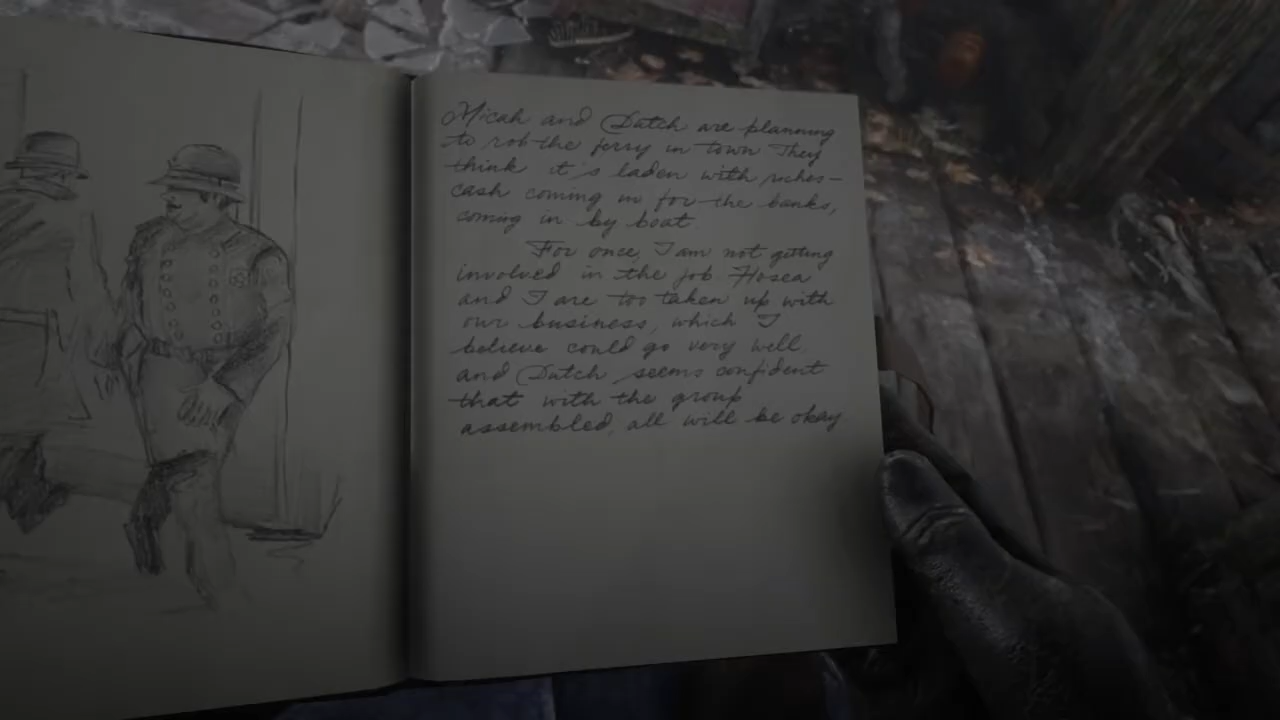 Micah and Dutch are planning
to rob the ferry in town They
think it's laden with riches–
cash coming in for the banks,
coming in by boat.
For once, I am not getting
involved in the job Hosea
and I are too taken up with
our business, which I
believe could go very well.
and Dutch seems confident
that with the group
assembled, all will be okay.